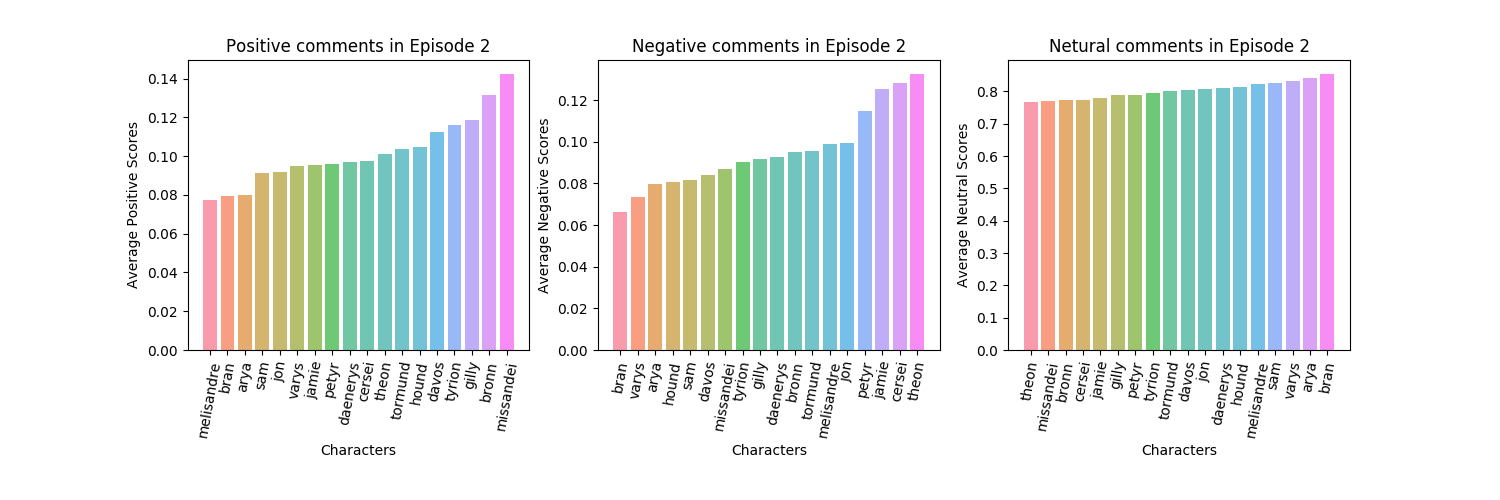 Positive comments in Episode 2
Average Positive Scores
0.14
0.12
0.10
0.08
0.06
0.04
0.02
0.00
melisandre
bran
arya
sam
jon
varys
jamie
petyr
daenerys
cersei
theon
tormund
hound
davos
tyrion
gilly
bronn
missandei
Characters
Negative comments in Episode 2
Average Negative Scores
0.12
0.10
0.08
0.06
0.04
0.02
0.00
bran
varys
arya
hound
sam
davos
missandei
tyrion
gilly
daenerys
bronn
tormund
melisandre
jon
petyr
jamie
cersei
theon
Characters
Netural comments in Episode 2
Average Neutral Scores
0.8
0.7
0.6
0.5
0.4
0.3
0.2
0.1
0.0
theon
missandei
bronn
cersei
jamie
gilly
petyr
tyrion
tormund
davos
jon
daenerys
hound
melisandre
sam
varys
arya
bran
Characters